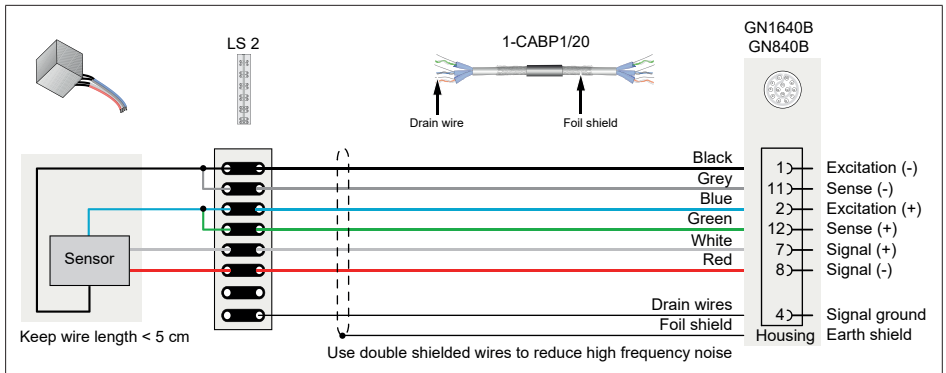 GN1640B
GN840B
LS 2
1-CABP1/20
Drain wire
Foil shield
Black
1
Excitation (-)
Grey
11
Sense (-)
Blue
2
Excitation (+)
Green
12
Sense (+)
White
7
Signal (+)
Red
8
Signal (-)
Sensor
Drain wires
4
Signal ground
Foil shield
Housing
Earth shield
Keep wire length < 5 cm
Use double shielded wires to reduce high frequency noise